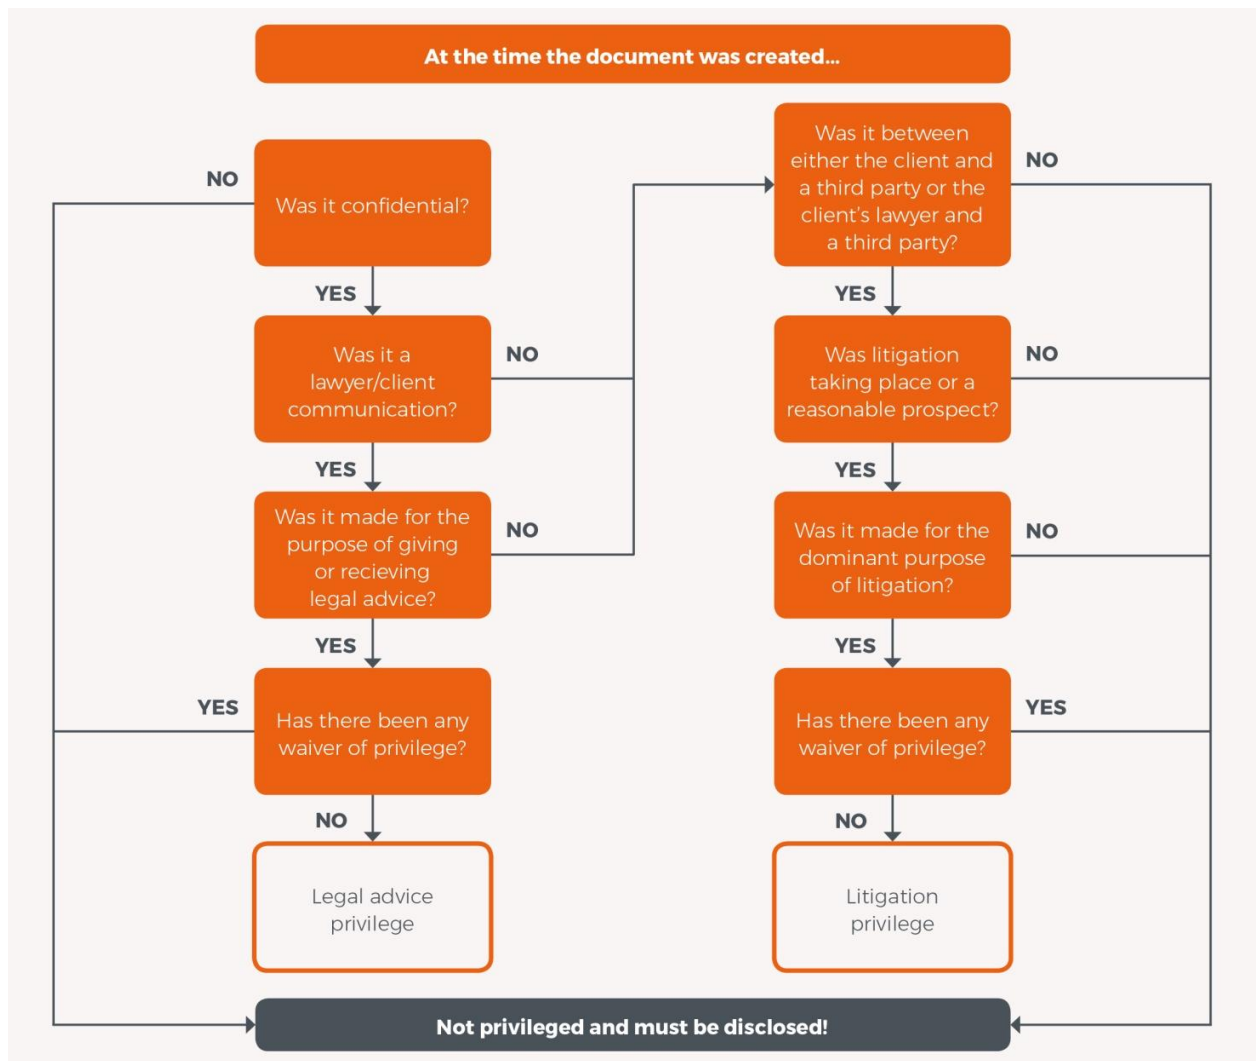 At the time the document was created...
NO
Was it confidential?
YES
Was it a
lawyer/client
communication?
NO
YES
Was it made for the
purpose of giving
or recieving
legal advice?
NO
YES
YES
Has there been any
waiver of privilege?
NO
Legal advice
privilege
Was it between
either the client and
a third party or the
client's lawyer and
a third party?
NO
YES
Was litigation
taking place or a
reasonable prospect?
NO
YES
Was it made for the
dominant purpose
of litigation?
NO
YES
Has there been any
waiver of privilege?
YES
NO
Litigation
privilege
Not privileged and must be disclosed!